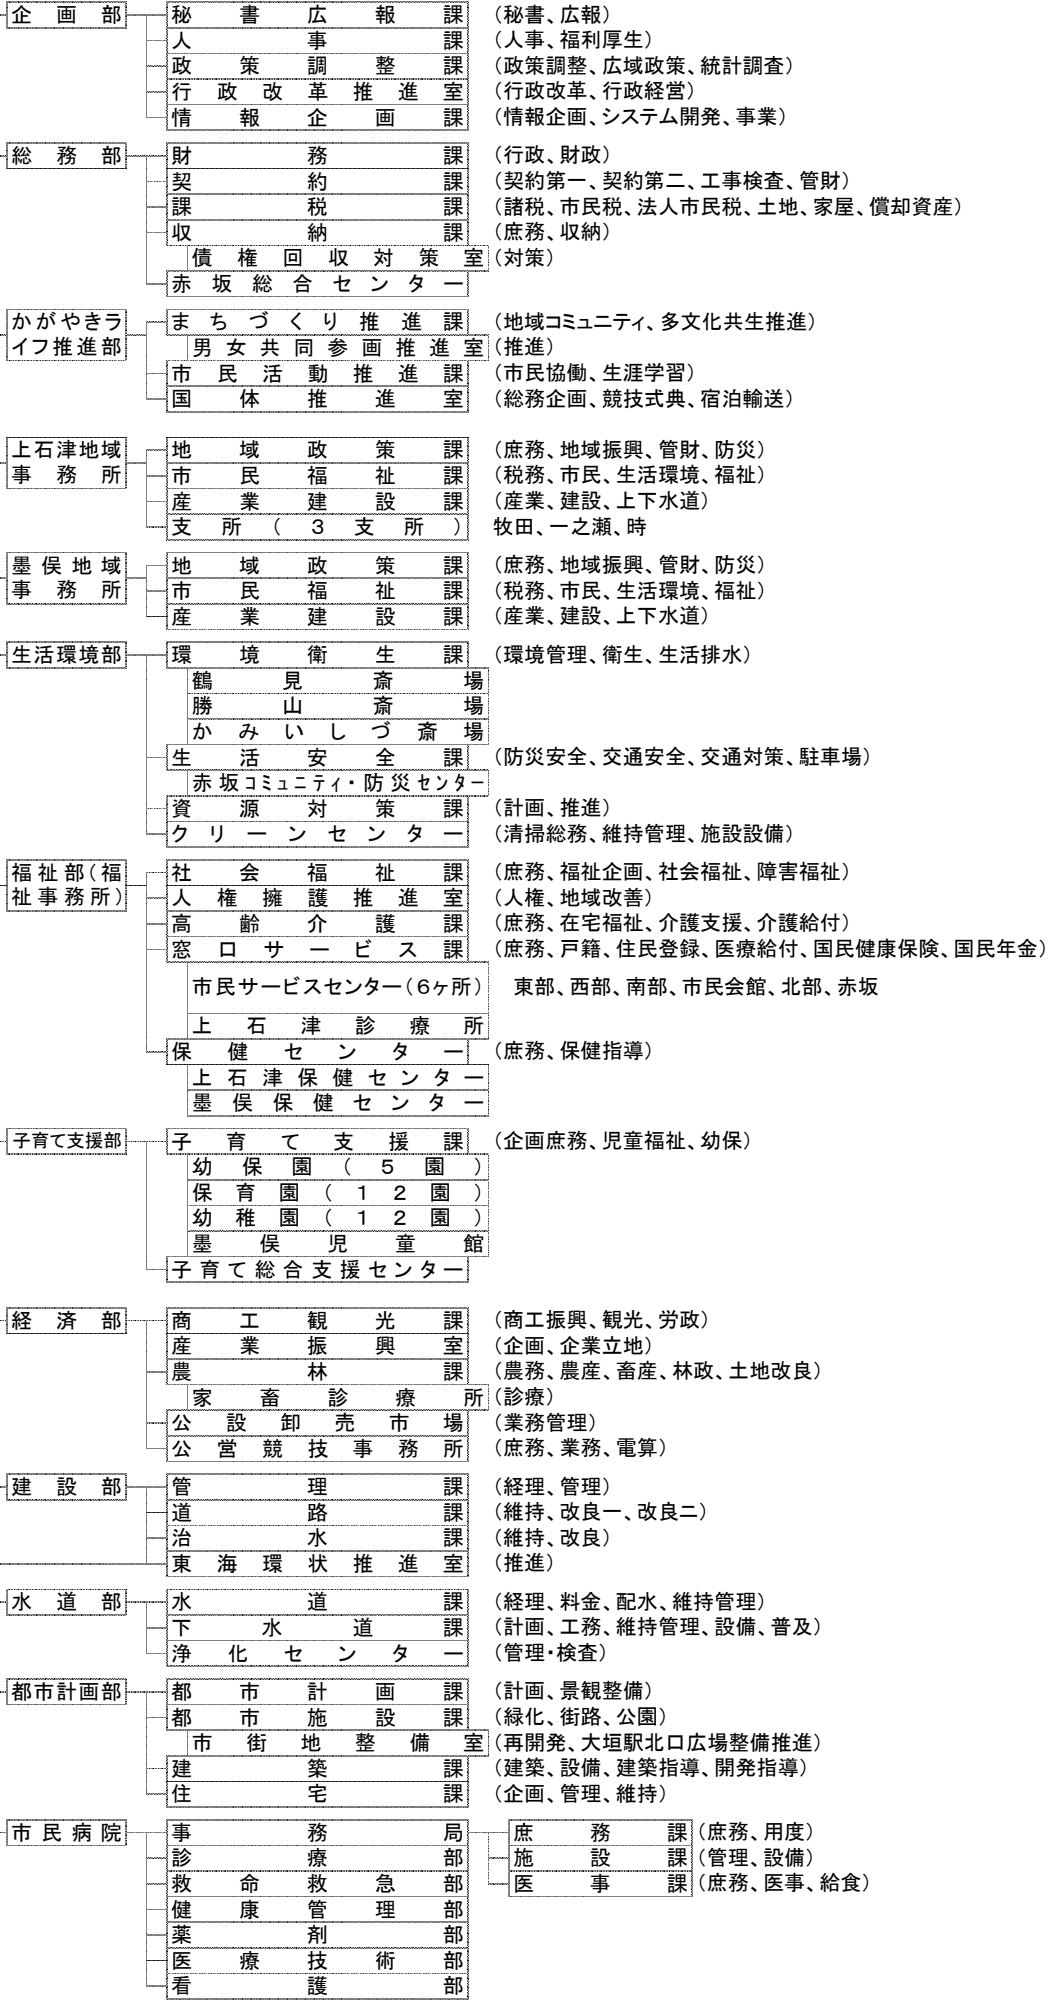 企画部 秘書広報課 (秘書、広報)
人事課 (人事、福利厚生)
政策調整課 (政策調整、広域政策、統計調査)
行政改革推進室 (行政改革、行政経営)
情報企画課 (情報企画、システム開発、事業)
総務部 財務課 (行政、財政)
契約課 (契約第一、契約第二、工事検査、管財)
課税課 (諸税、市民税、法人市民税、土地、家屋、償却資産)
収納課 (庶務、収納)
債権回収対策室 (対策)
赤坂総合センター
かがやきラ まちづくり推進課 (地域コミュニティ、多文化共生推進)
イフ推進部 男女共同参画推進室 (推進)
市民活動推進課 (市民協働、生涯学習)
国体推進室 (総務企画、競技式典、宿泊輸送)
上石津地域 地域政策課 (庶務、地域振興、管財、防災)
事務所 市民福祉課 (税務、市民、生活環境、福祉)
産業建設課 (産業、建設、上下水道)
支所(3支所) 牧田、一之瀬、時
墨俣地域 地域政策課 (庶務、地域振興、管財、防災)
事務所 市民福祉課 (税務、市民、生活環境、福祉)
産業建設課 (産業、建設、上下水道)
生活環境部 環境衛生課 (環境管理、衛生、生活排水)
鶴見斎場
勝山斎場
かみいしづ斎場
生活安全課 (防災安全、交通安全、交通対策、駐車場)
赤坂コミュニティ・防災センター
資源対策課 (計画、推進)
クリーンセンター (清掃総務、維持管理、施設設備)
福祉部(福 社会福祉課 (庶務、福祉企画、社会福祉、障害福祉)
祉事務所) 人権擁護推進室 (人権、地域改善)
高齢介護課 (庶務、在宅福祉、介護支援、介護給付)
窓口サービス課 (庶務、戸籍、住民登録、医療給付、国民健康保険、国民年金)
市民サービスセンター(6ヶ所) 東部、西部、南部、市民会館、北部、赤坂
上石津診療所
保健センター (庶務、保健指導)
上石津保健センター
墨俣保健センター
子育て支援部 子育て支援課 (企画庶務、児童福祉、幼保)
幼保園(5園)
保育園(12園)
幼稚園(12園)
墨俣児童館
子育て総合支援センター
経済部 商工観光課 (商工振興、観光、労政)
産業振興室 (企画、企業立地)
農林課 (農務、農産、畜産、林政、土地改良)
家畜診療所 (診療)
公設卸売市場 (業務管理)
公営競技事務所 (庶務、業務、電算)
建設部 管理課 (経理、管理)
道路課 (維持、改良一、改良二)
治水課 (維持、改良)
東海環状推進室 (推進)
水道部 水道課 (経理、料金、配水、維持管理)
下水道課 (計画、工務、維持管理、設備、普及)
浄化センター (管理・検査)
都市計画部 都市計画課 (計画、景観整備)
都市施設課 (緑化、街路、公園)
市街地整備室 (再開発、大垣駅北口広場整備推進)
建築課 (建築、設備、建築指導、開発指導)
住宅課 (企画、管理、維持)
市民病院 事務局 庶務課 (庶務、用度)
診療部 施設課 (管理、設備)
救命救急部 医事課 (庶務、医事、給食)
健康管理部
薬剤部
医療技術部
看護部